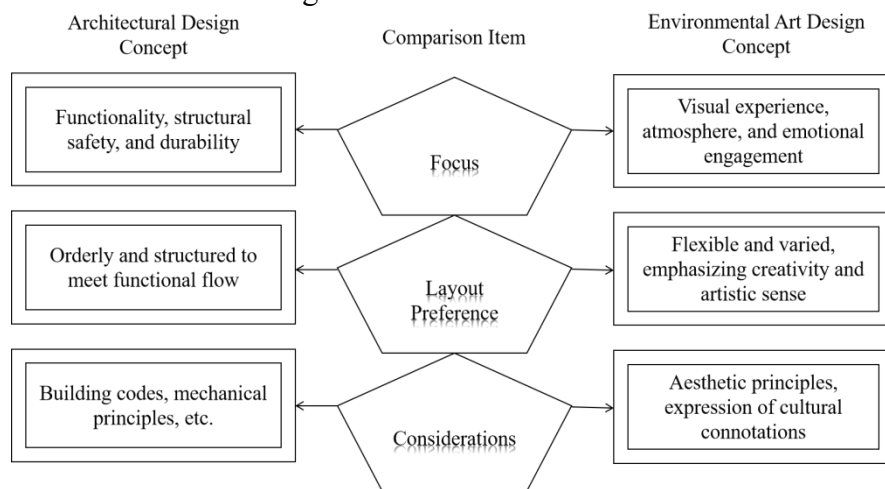 Architectural Design
Concept
Comparison Item
Environmental Art Design
Concept
Functionality, structural
safety, and durability
Focus
Visual experience,
atmosphere, and emotional
engagement
Orderly and structured to
meet functional flow
Layout
Preference
Flexible and varied,
emphasizing creativity and
artistic sense
Building codes, mechanical
principles, etc.
Considerations
Aesthetic principles,
expression of cultural
connotations